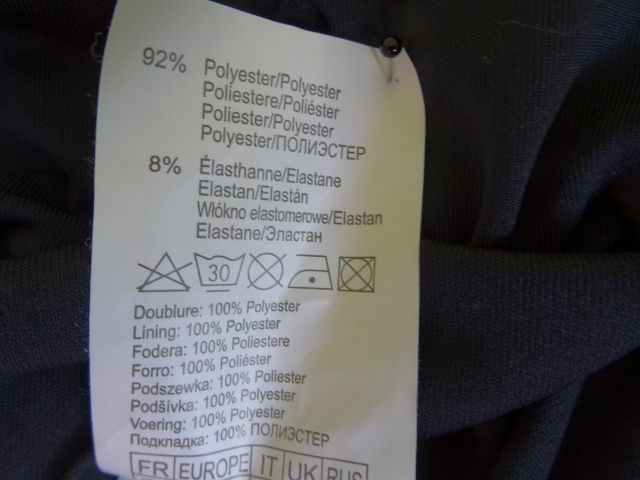 92% Polyester/Polyester
Poliestere/Poliéster
Poliester/Polyester
Polyester/ПОЛИЭСТЕР
8% Élasthanne/Elastane
Elastan/Elastán
Włókno elastomerowe/Elastan
Elastane/Эластан
30
Doublure: 100% Polyester
Lining: 100% Polyester
Fodera: 100% Poliestere
Forro: 100% Poliéster
Podszewka: 100% Poliester
Podšívka: 100% Polyester
Voering: 100% Polyester
Подкладка: 100% ПОЛИЭСТЕР
FR EUROPE IT UK RUS